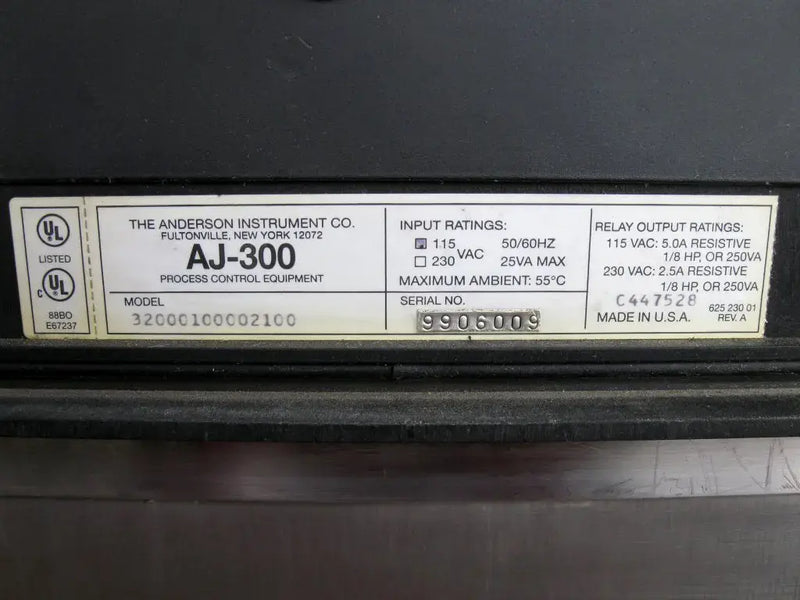 UL
LISTED
C UL
88BO
E67237
THE ANDERSON INSTRUMENT CO.
FULTONVILLE, NEW YORK 12072
AJ-300
PROCESS CONTROL EQUIPMENT
MODEL
32000100002100
INPUT RATINGS:
115 VAC 50/60HZ
230 25VA MAX
MAXIMUM AMBIENT: 55°C
SERIAL NO.
9906009
RELAY OUTPUT RATINGS:
115 VAC: 5.0A RESISTIVE
1/8 HP, OR 250VA
230 VAC: 2.5A RESISTIVE
1/8 HP, OR 250VA
C447528
MADE IN U.S.A.
625 230 01
REV. A